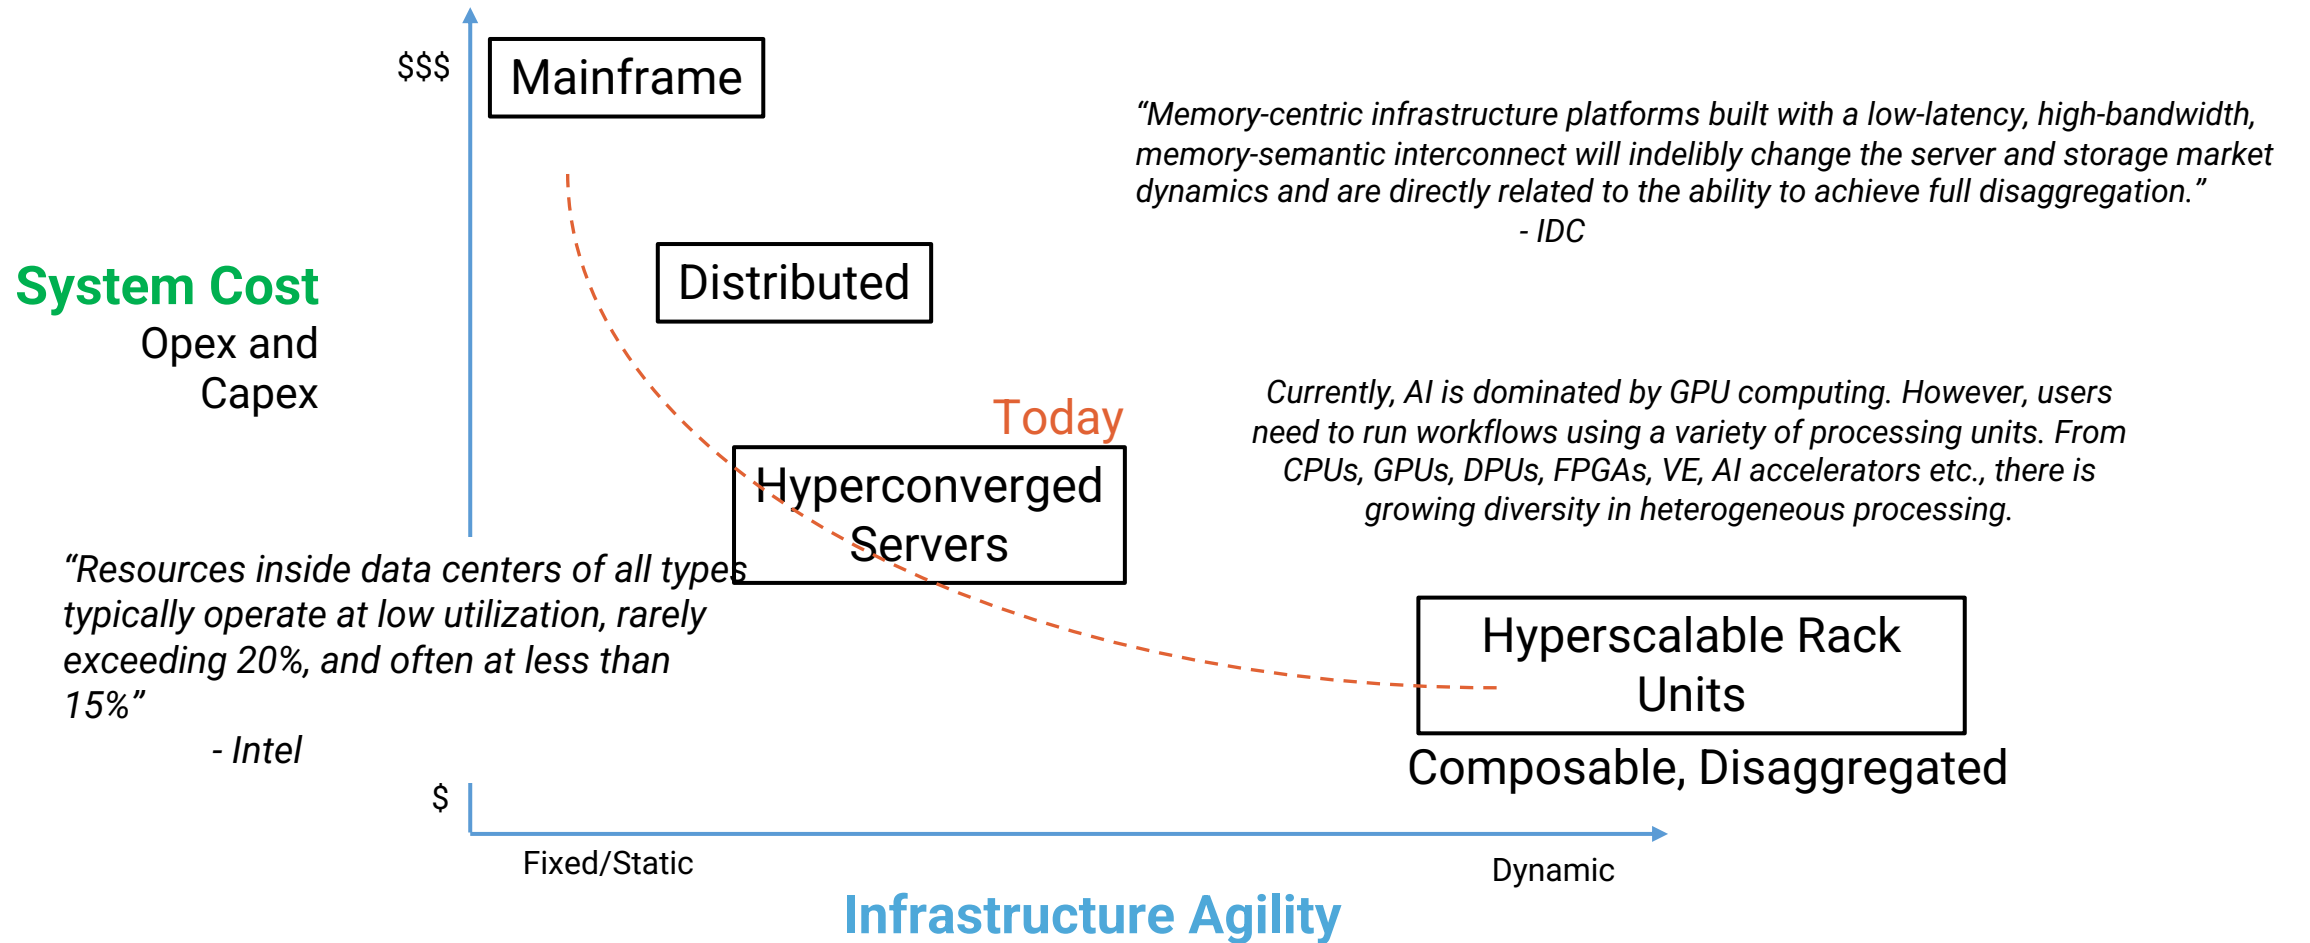 $$$
Mainframe
“Memory-centric infrastructure platforms built with a low-latency, high-bandwidth,
memory-semantic interconnect will indelibly change the server and storage market
dynamics and are directly related to the ability to achieve full disaggregation.”
- IDC
Distributed
System Cost
Opex and
Capex
Today
Hyperconverged
Servers
Currently, AI is dominated by GPU computing. However, users
need to run workflows using a variety of processing units. From
CPUs, GPUs, DPUs, FPGAs, VE, AI accelerators etc., there is
growing diversity in heterogeneous processing.
“Resources inside data centers of all types
typically operate at low utilization, rarely
exceeding 20%, and often at less than
15%”
- Intel
Hyperscalable Rack
Units
Composable, Disaggregated
$
Fixed/Static
Dynamic
Infrastructure Agility